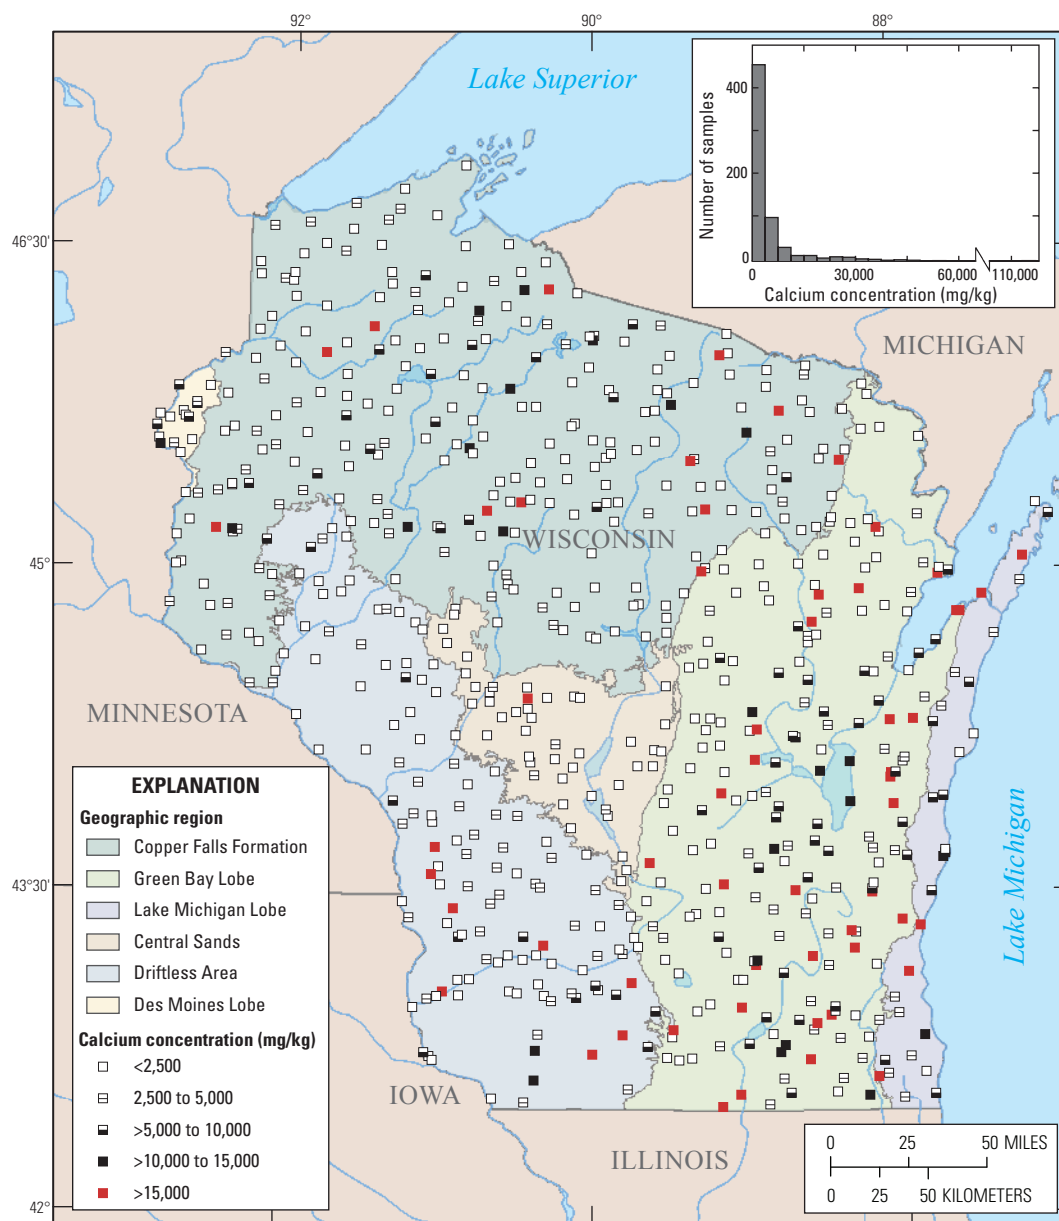 92°
90°
88°
Lake Superior
Number of samples
400
200
0
0
30,000
60,000
110,000
Calcium concentration (mg/kg)
46°30'
MICHIGAN
WISCONSIN
45°
MINNESOTA
EXPLANATION
Geographic region
Copper Falls Formation
Green Bay Lobe
Lake Michigan Lobe
Central Sands
Driftless Area
Des Moines Lobe
Calcium concentration (mg/kg)
<2,500
2,500 to 5,000
>5,000 to 10,000
>10,000 to 15,000
>15,000
43°30'
Lake Michigan
IOWA
ILLINOIS
0 25 50 MILES
0 25 50 KILOMETERS
42°